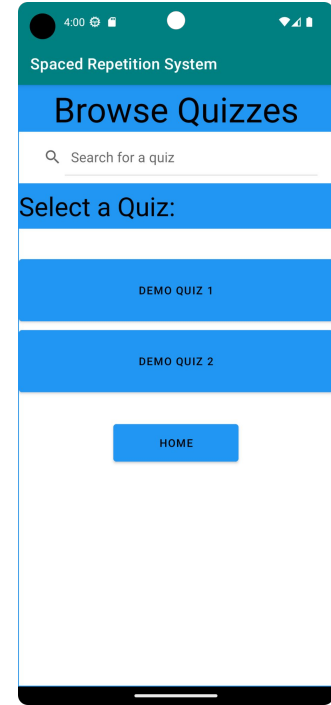 4:00
Spaced Repetition System
Browse Quizzes
Search for a quiz
Select a Quiz:
DEMO QUIZ 1
DEMO QUIZ 2
HOME